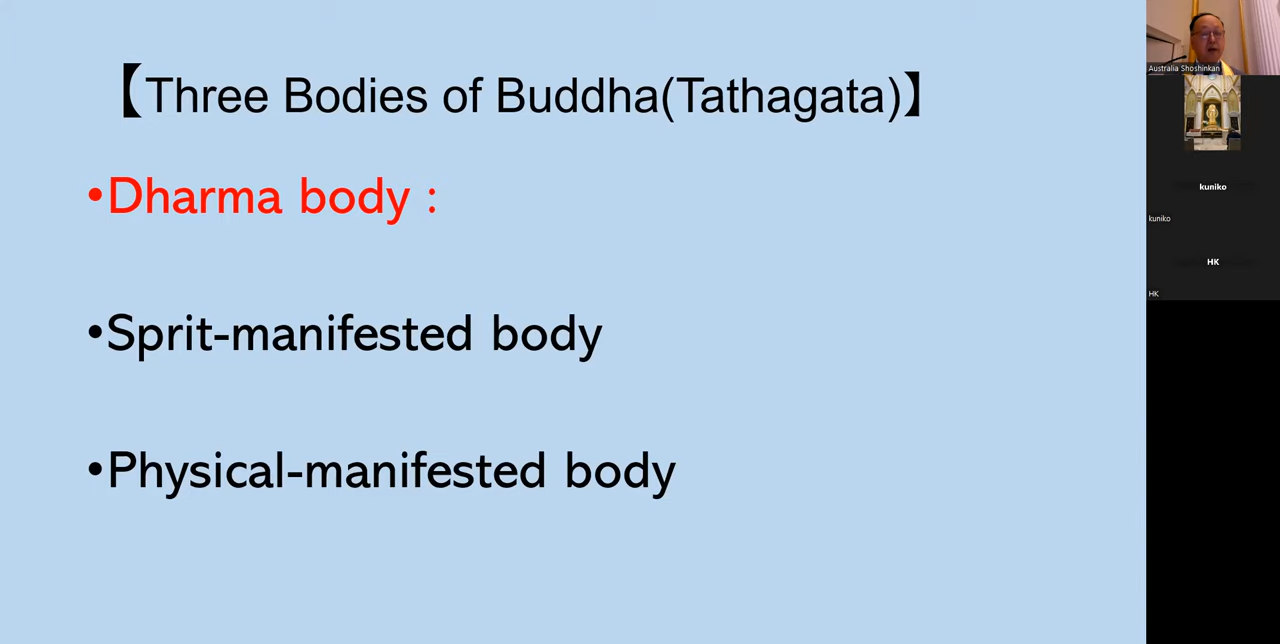 【Three Bodies of Buddha(Tathagata)】
•Dharma body :
•Sprit-manifested body
•Physical-manifested body
Australia Shoshinkan
kuniko
kuniko
HK
HK